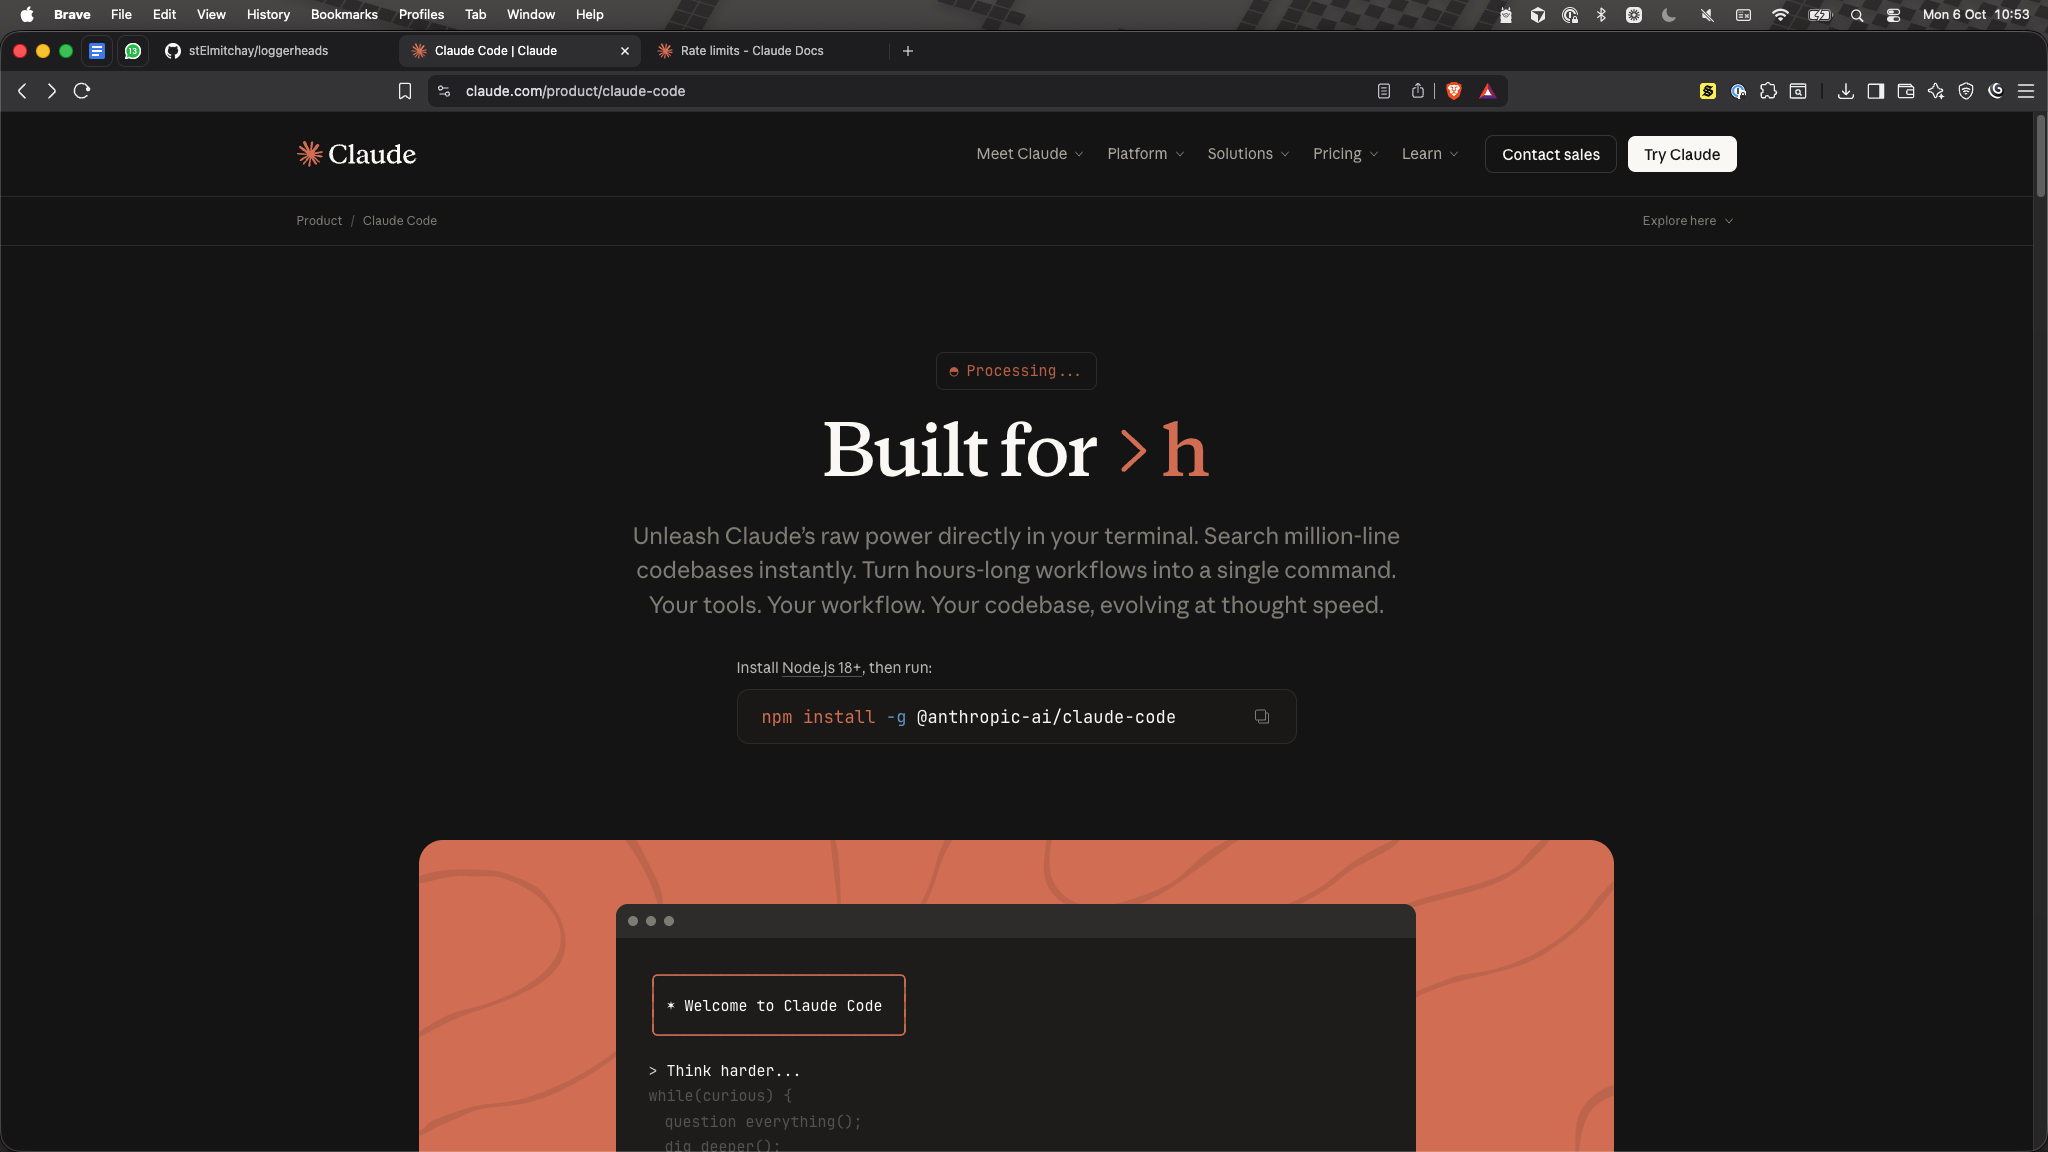 Brave File Edit View History Bookmarks Profiles Tab Window Help Mon 6 Oct 10:53
13 stElmitchay/loggerheads Claude Code | Claude Rate limits - Claude Docs
claude.com/product/claude-code
Claude Meet Claude Platform Solutions Pricing Learn Contact sales Try Claude
Product / Claude Code Explore here
Processing...
Built for > h
Unleash Claude’s raw power directly in your terminal. Search million-line
codebases instantly. Turn hours-long workflows into a single command.
Your tools. Your workflow. Your codebase, evolving at thought speed.
Install Node.js 18+, then run:
npm install -g @anthropic-ai/claude-code
* Welcome to Claude Code
> Think harder...
while(curious) {
question everything();
dig deeper();